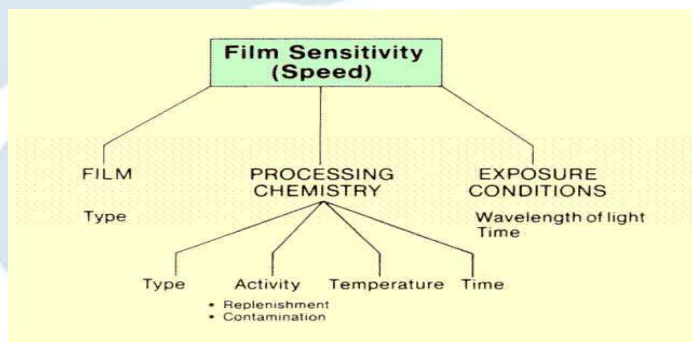 Film Sensitivity
(Speed)
FILM
PROCESSING
CHEMISTRY
EXPOSURE
CONDITIONS
Type
Wavelength of light
Time
Type
Activity
Temperature
Time
• Replenishment
• Contamination